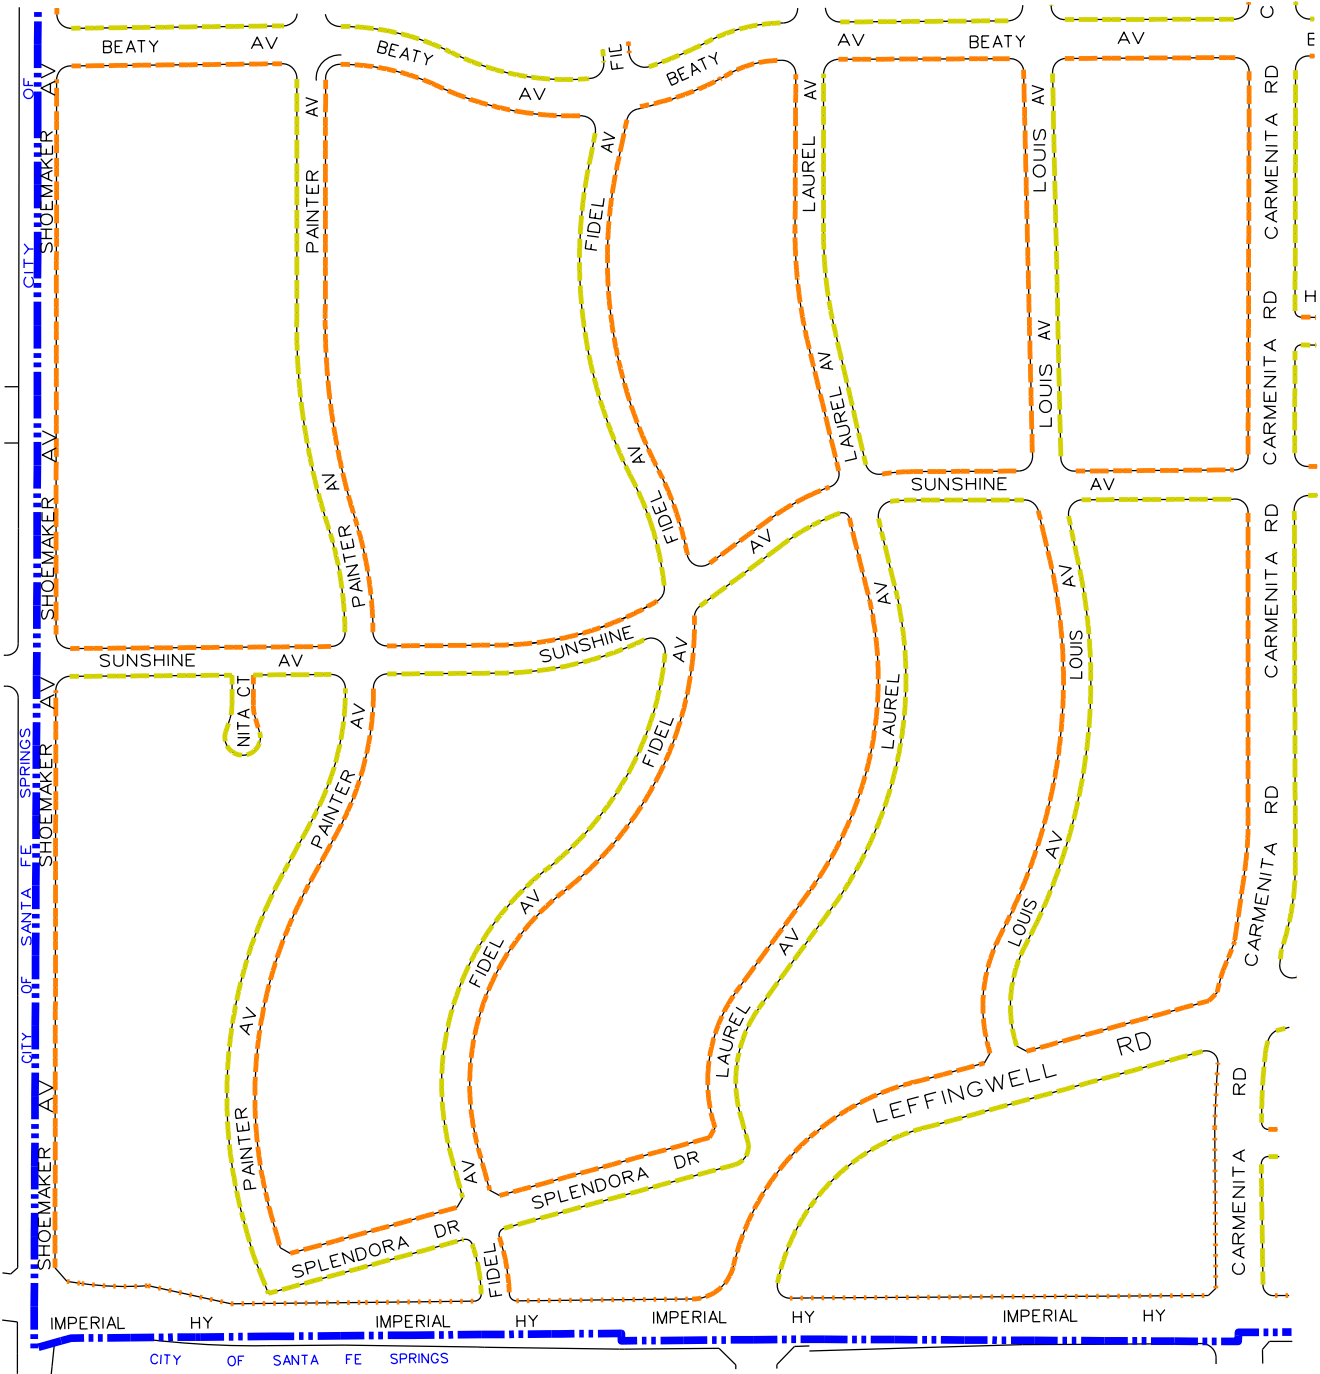 C
BEATY AV
BEATY
AV
FIE
BEATY
AV
BEATY
AV
E
CITY OF
SHOEMAKER AV
PAINTER AV
FIDEL AV
LAUREL AV
LOUIS AV
CARMENITA RD
H
LAUREL AV
LOUIS AV
CARMENITA RD
SHOEMAKER AV
PAINTER AV
FIDEL AV
SUNSHINE AV
AV
CARMENITA RD
SUNSHINE AV
SUNSHINE
NITA CT
SHOEMAKER AV
PAINTER AV
FIDEL AV
LAUREL AV
LOUIS AV
CITY OF SANTA FE SPRINGS
FIDEL AV
LOUIS AV
CARMENITA RD
LAUREL AV
PAINTER AV
SHOEMAKER AV
LEFFINGWELL RD
CARMENITA RD
SPLENDORA DR
AV
SPLENDORA DR
FIDEL
IMPERIAL HY
IMPERIAL HY
IMPERIAL HY
IMPERIAL HY
CITY OF SANTA FE SPRINGS